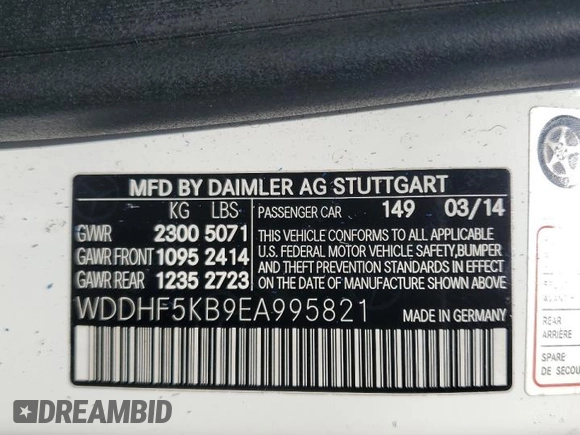 MFD BY DAIMLER AG STUTTGART
KG LBS PASSENGER CAR 149 03/14
GVWR 2300 5071
GAWR FRONT 1095 2414
GAWR REAR 1235 2723
THIS VEHICLE CONFORMS TO ALL APPLICABLE
U.S. FEDERAL MOTOR VEHICLE SAFETY, BUMPER
AND THEFT PREVENTION STANDARDS IN EFFECT ON
THE DATE OF MANUFACTURE SHOWN ABOVE
WDDHF5KB9EA995821 MADE IN GERMANY
REAR
ARRIÈRE
SPARE
DE SECOU
DREAMBID